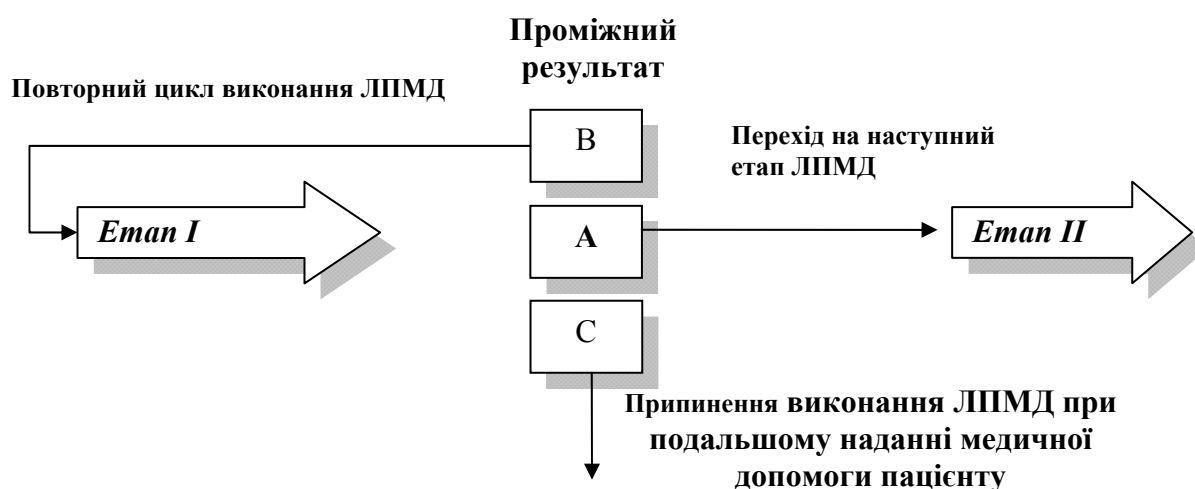 Проміжний
результат
Повторний цикл виконання ЛПМД
B
Перехід на наступний
етап ЛПМД
Етап I
A
Етап II
C
Припинення виконання ЛПМД при
подальшому наданні медичної
допомоги пацієнту